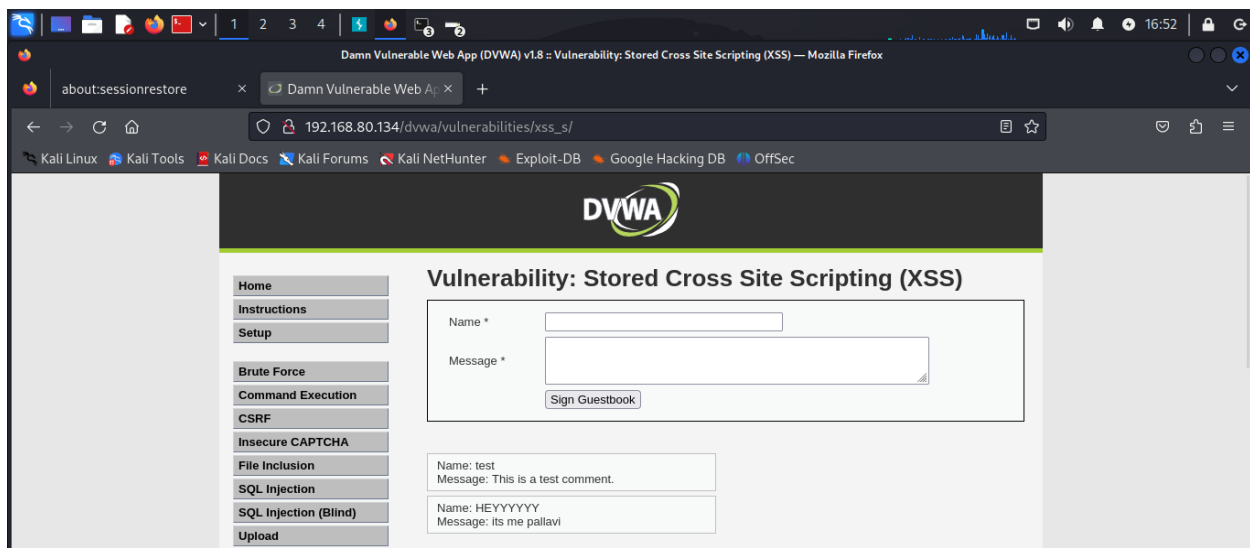 1 2 3 4 3 2 16:52
Damn Vulnerable Web App (DVWA) v1.8 :: Vulnerability: Stored Cross Site Scripting (XSS) — Mozilla Firefox
about:sessionrestore × Damn Vulnerable Web Ap × +
192.168.80.134/dvwa/vulnerabilities/xss_s/
Kali Linux Kali Tools Kali Docs Kali Forums Kali NetHunter Exploit-DB Google Hacking DB OffSec
DVWA
Home
Instructions
Setup
Brute Force
Command Execution
CSRF
Insecure CAPTCHA
File Inclusion
SQL Injection
SQL Injection (Blind)
Upload
Vulnerability: Stored Cross Site Scripting (XSS)
Name *
Message *
Sign Guestbook
Name: test
Message: This is a test comment.
Name: HEYYYYYY
Message: its me pallavi